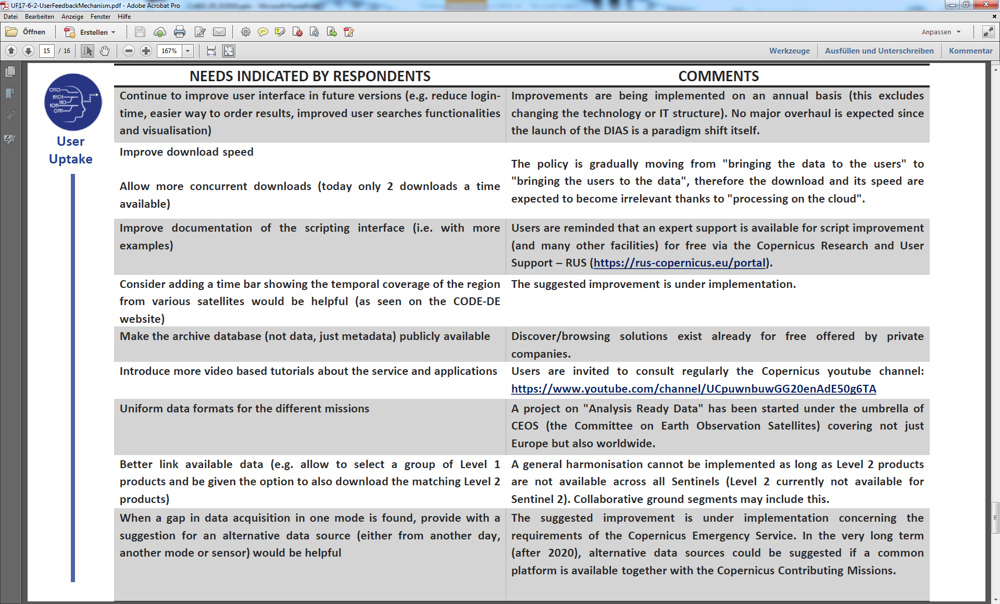 UF17-6-2-UserFeedbackMechanism.pdf - Adobe Acrobat Pro
Datei Bearbeiten Anzeige Fenster Hilfe
Öffnen Erstellen Anpassen
15 / 16 167% Werkzeuge Ausfüllen und Unterschreiben Kommentar
0110
11101
110
1011
0111
User
Uptake
NEEDS INDICATED BY RESPONDENTS
COMMENTS
Continue to improve user interface in future versions (e.g. reduce login-
time, easier way to order results, improved user searches functionalities
and visualisation)
Improvements are being implemented on an annual basis (this excludes
changing the technology or IT structure). No major overhaul is expected since
the launch of the DIAS is a paradigm shift itself.
Improve download speed
Allow more concurrent downloads (today only 2 downloads a time
available)
The policy is gradually moving from "bringing the data to the users" to
"bringing the users to the data", therefore the download and its speed are
expected to become irrelevant thanks to "processing on the cloud".
Improve documentation of the scripting interface (i.e. with more
examples)
Users are reminded that an expert support is available for script improvement
(and many other facilities) for free via the Copernicus Research and User
Support – RUS (https://rus-copernicus.eu/portal).
Consider adding a time bar showing the temporal coverage of the region
from various satellites would be helpful (as seen on the CODE-DE
website)
The suggested improvement is under implementation.
Make the archive database (not data, just metadata) publicly available
Discover/browsing solutions exist already for free offered by private
companies.
Introduce more video based tutorials about the service and applications
Users are invited to consult regularly the Copernicus youtube channel:
https://www.youtube.com/channel/UCpuwnbuwGG20enAdE50g6TA
Uniform data formats for the different missions
A project on "Analysis Ready Data" has been started under the umbrella of
CEOS (the Committee on Earth Observation Satellites) covering not just
Europe but also worldwide.
Better link available data (e.g. allow to select a group of Level 1
products and be given the option to also download the matching Level 2
products)
A general harmonisation cannot be implemented as long as Level 2 products
are not available across all Sentinels (Level 2 currently not available for
Sentinel 2). Collaborative ground segments may include this.
When a gap in data acquisition in one mode is found, provide with a
suggestion for an alternative data source (either from another day,
another mode or sensor) would be helpful
The suggested improvement is under implementation concerning the
requirements of the Copernicus Emergency Service. In the very long term
(after 2020), alternative data sources could be suggested if a common
platform is available together with the Copernicus Contributing Missions.